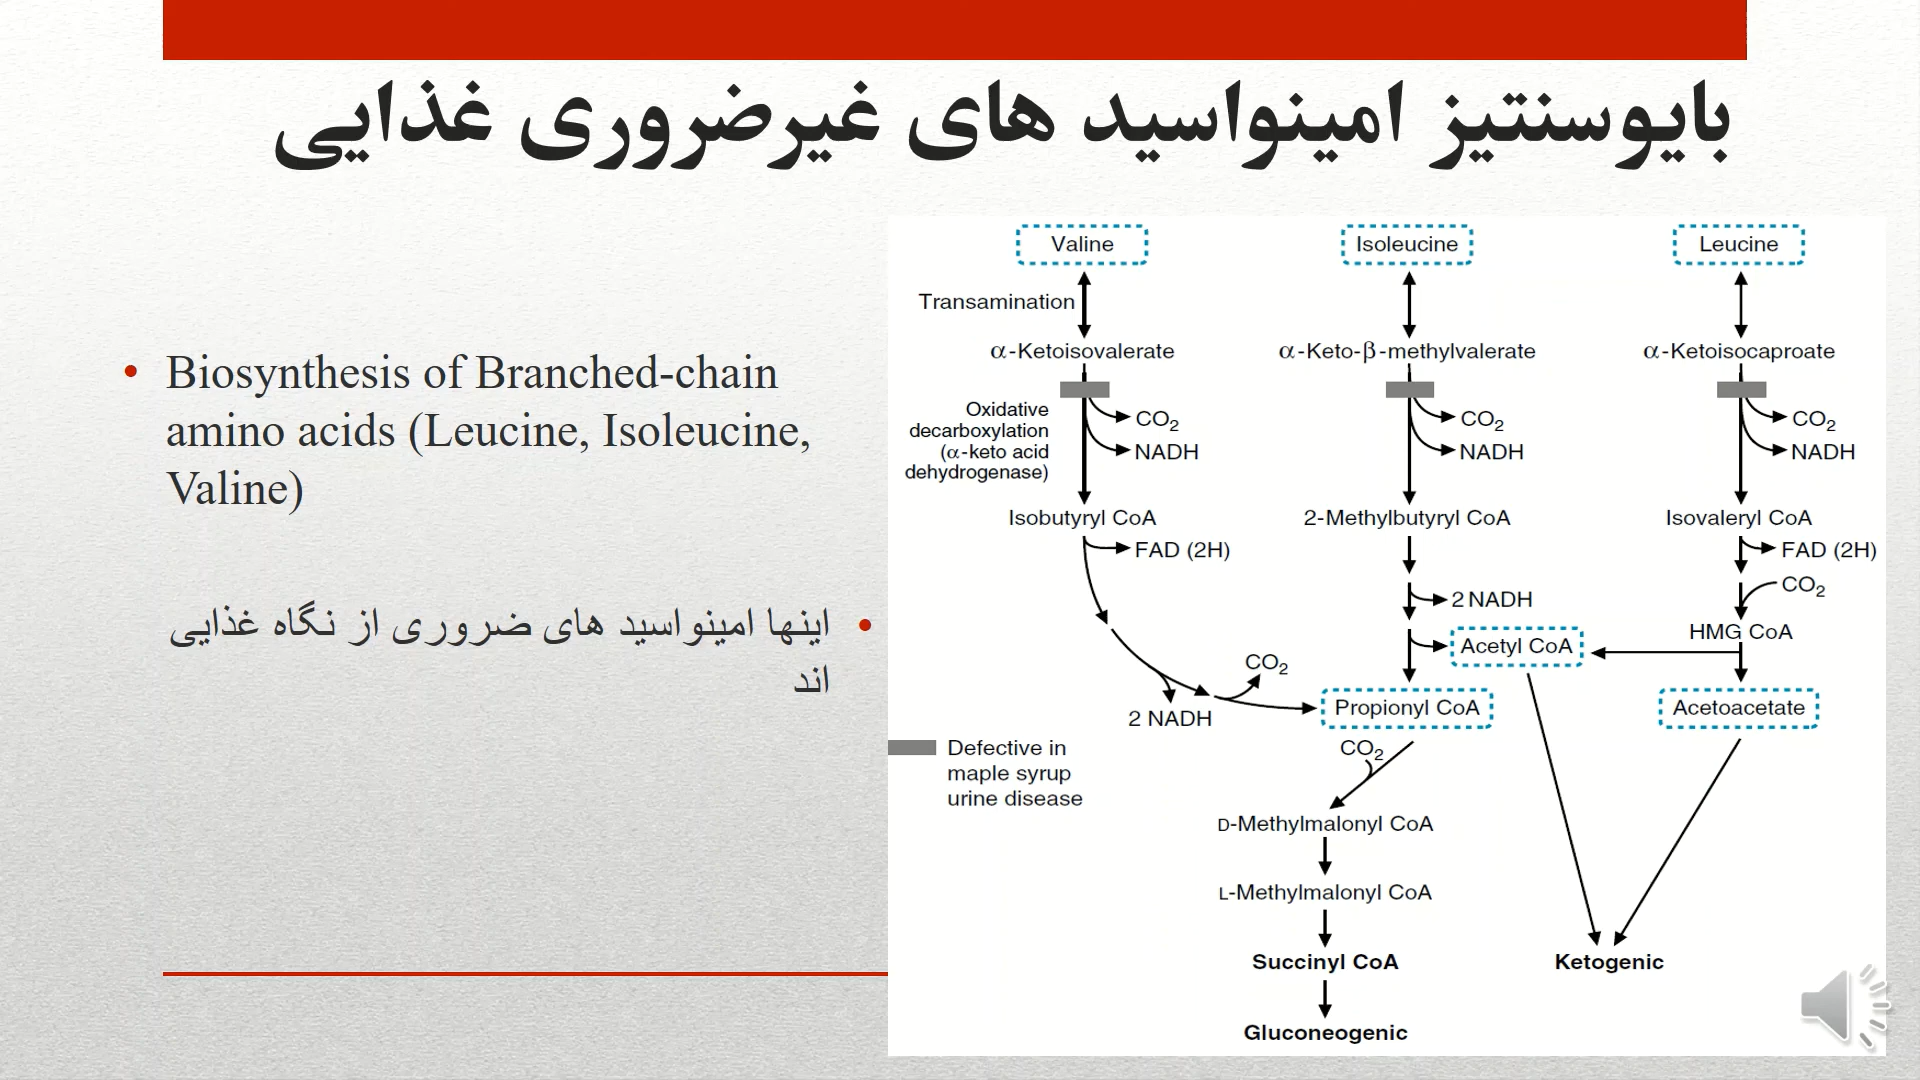 بایوسنتیز امینواسید های غیرضروری غذایی
• Biosynthesis of Branched-chain
amino acids (Leucine, Isoleucine,
Valine)
• اینها امینواسید های ضروری از نگاه غذایی
اند
Valine
Isoleucine
Leucine
Transamination
α-Ketoisovalerate
α-Keto-β-methylvalerate
α-Ketoisocaproate
Oxidative
decarboxylation
(α-keto acid
dehydrogenase)
CO2
NADH
CO2
NADH
CO2
NADH
Isobutyryl CoA
2-Methylbutyryl CoA
Isovaleryl CoA
FAD (2H)
FAD (2H)
CO2
2 NADH
HMG CoA
Acetyl CoA
CO2
2 NADH
Propionyl CoA
Acetoacetate
Defective in
maple syrup
urine disease
CO2
D-Methylmalonyl CoA
L-Methylmalonyl CoA
Succinyl CoA
Ketogenic
Gluconeogenic